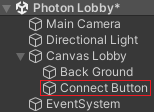 Photon Lobby*
Main Camera
Directional Light
Canvas Lobby
Back Ground
Connect Button
EventSystem